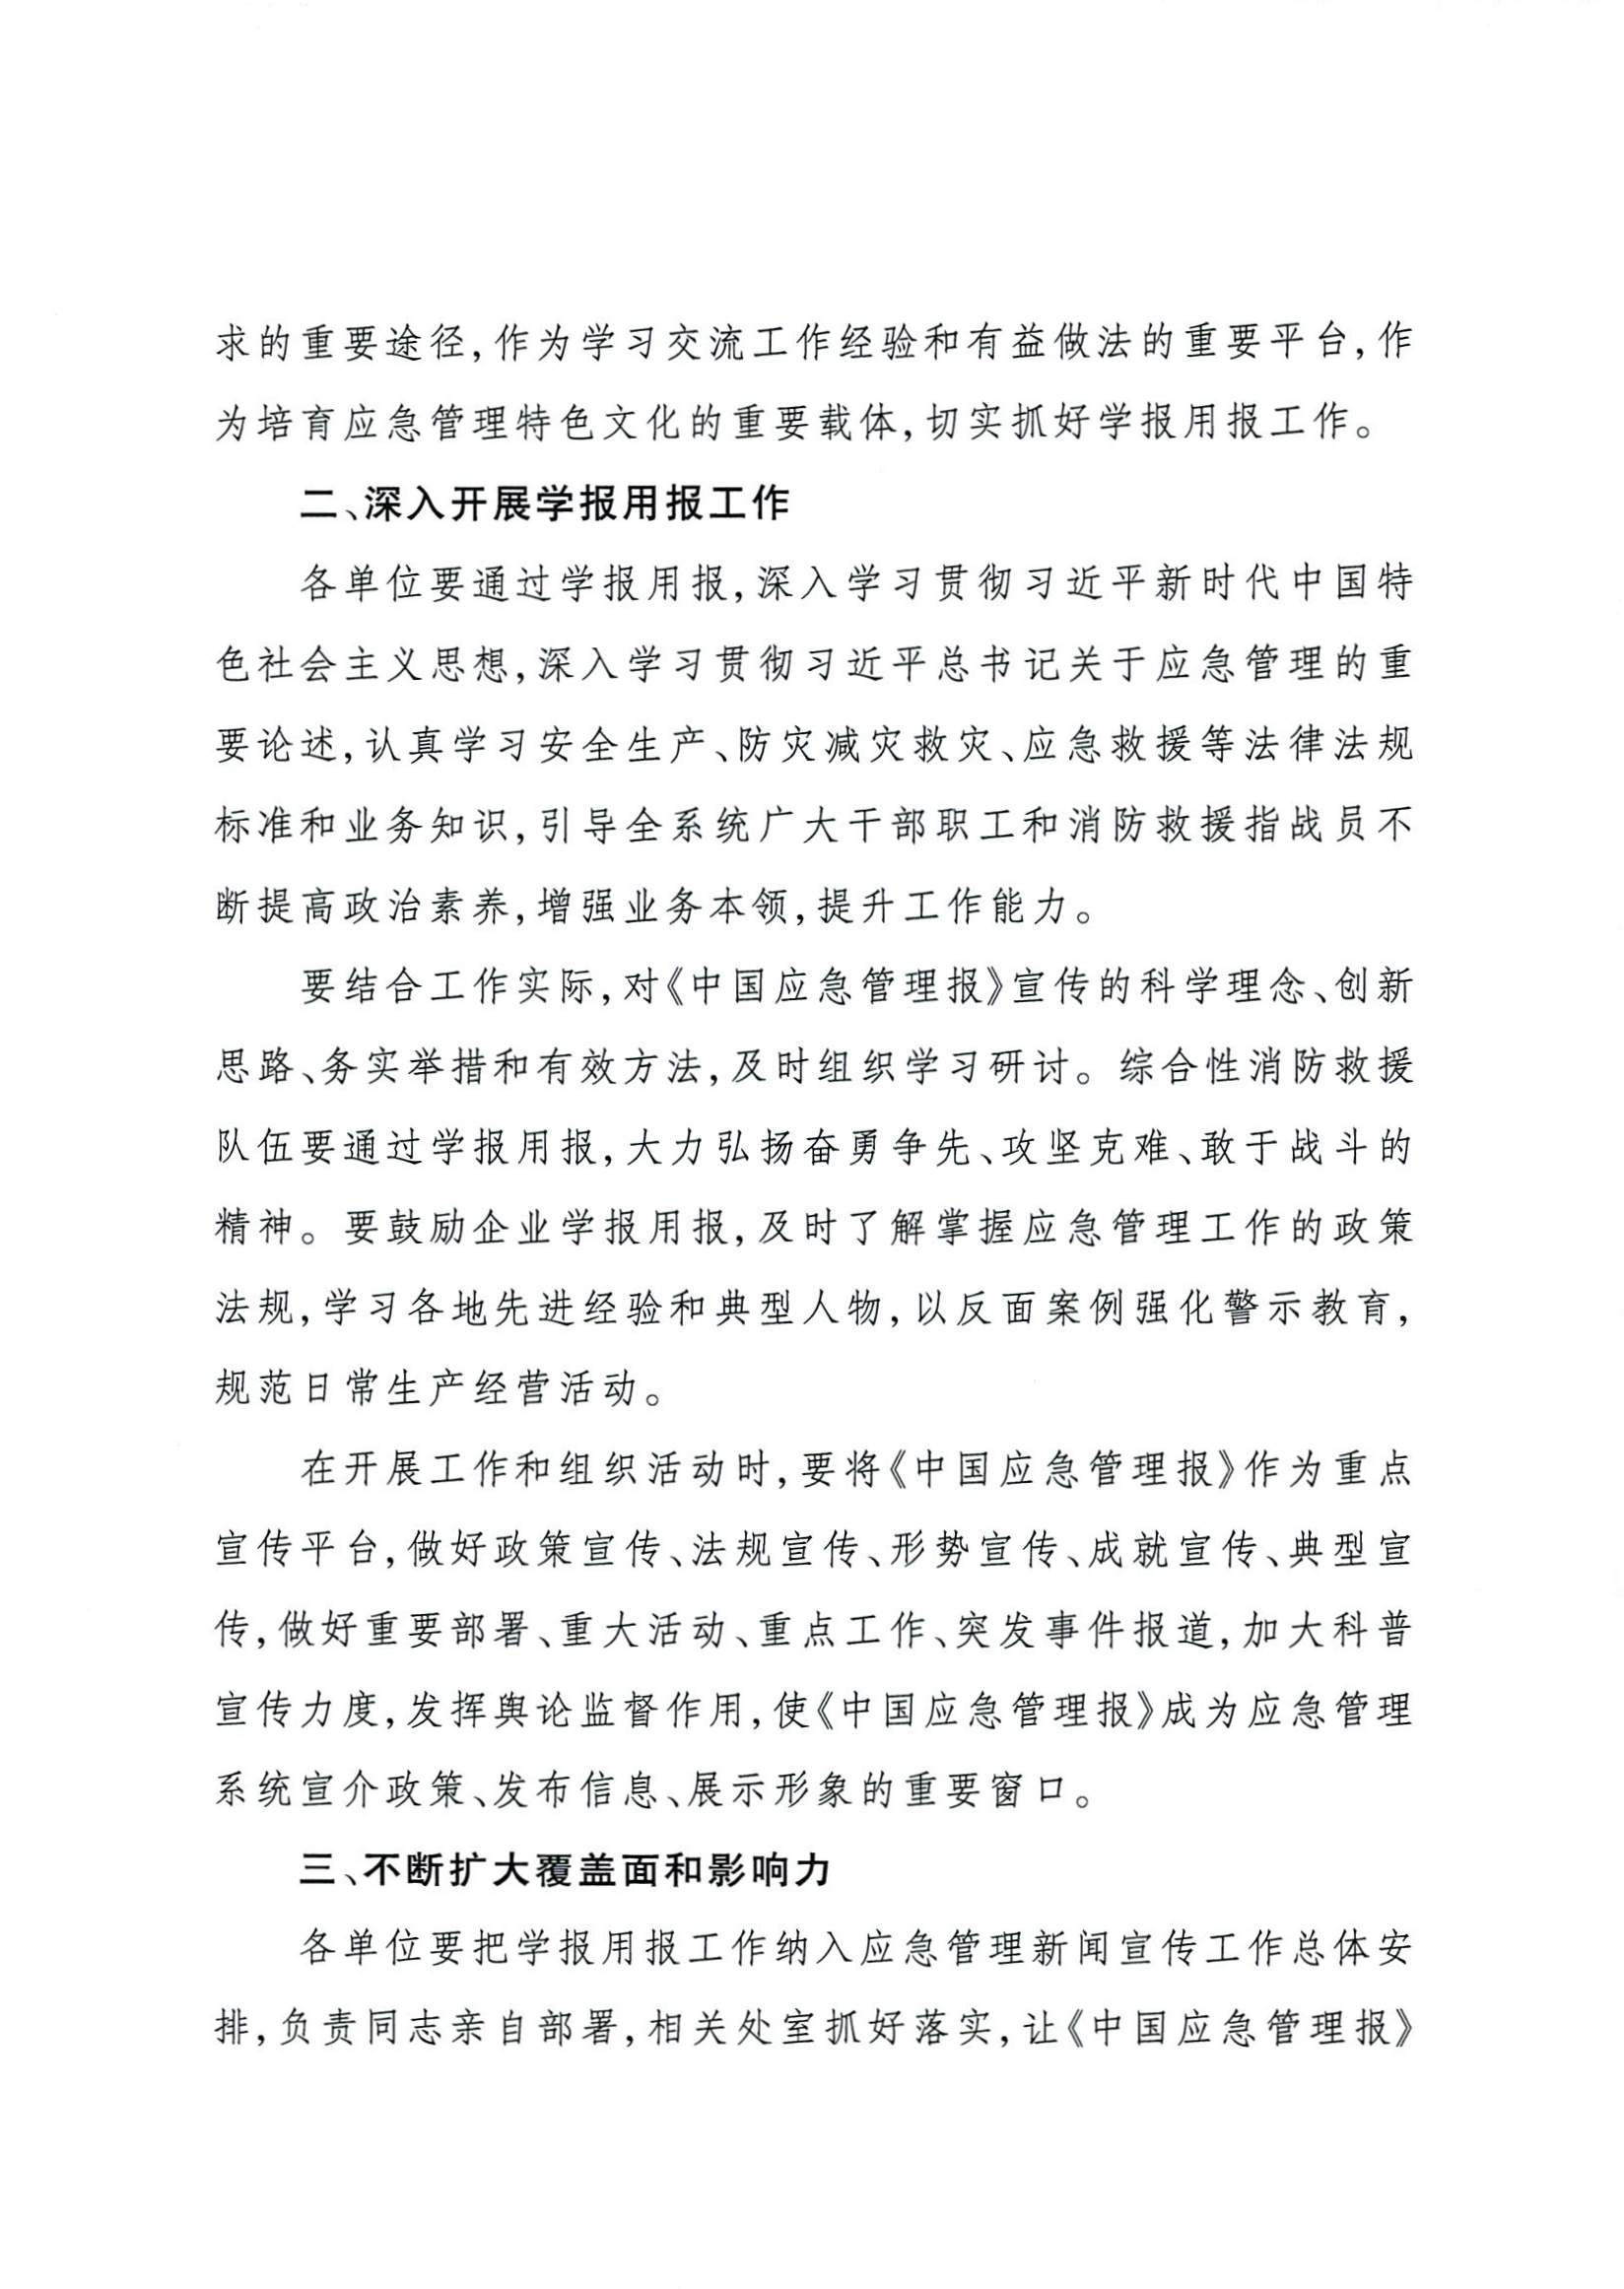 求的重要途径,作为学习交流工作经验和有益做法的重要平台,作
为培育应急管理特色文化的重要载体,切实抓好学报用报工作。
二、深入开展学报用报工作
各单位要通过学报用报,深入学习贯彻习近平新时代中国特
色社会主义思想,深入学习贯彻习近平总书记关于应急管理的重
要论述,认真学习安全生产、防灾减灾救灾、应急救援等法律法规
标准和业务知识,引导全系统广大干部职工和消防救援指战员不
断提高政治素养,增强业务本领,提升工作能力。
要结合工作实际,对《中国应急管理报》宣传的科学理念、创新
思路、务实举措和有效方法,及时组织学习研讨。综合性消防救援
队伍要通过学报用报,大力弘扬奋勇争先、攻坚克难、敢于战斗的
精神。要鼓励企业学报用报,及时了解掌握应急管理工作的政策
法规,学习各地先进经验和典型人物,以反面案例强化警示教育,
规范日常生产经营活动。
在开展工作和组织活动时,要将《中国应急管理报》作为重点
宣传平台,做好政策宣传、法规宣传、形势宣传、成就宣传、典型宣
传,做好重要部署、重大活动、重点工作、突发事件报道,加大科普
宣传力度,发挥舆论监督作用,使《中国应急管理报》成为应急管理
系统宣介政策、发布信息、展示形象的重要窗口。
三、不断扩大覆盖面和影响力
各单位要把学报用报工作纳入应急管理新闻宣传工作总体安
排,负责同志亲自部署,相关处室抓好落实,让《中国应急管理报》